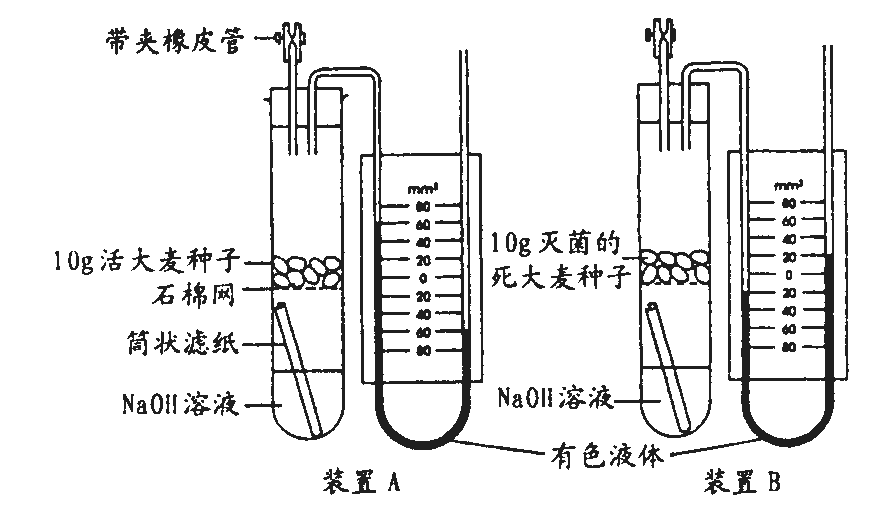 带夹橡皮管
mm³
80
60
40
20
0
20
40
60
80
10g活大麦种子
石棉网
筒状滤纸
NaOH溶液
装置A
mm³
80
60
40
20
0
20
40
60
80
10g灭菌的
死大麦种子
NaOH溶液
有色液体
装置B